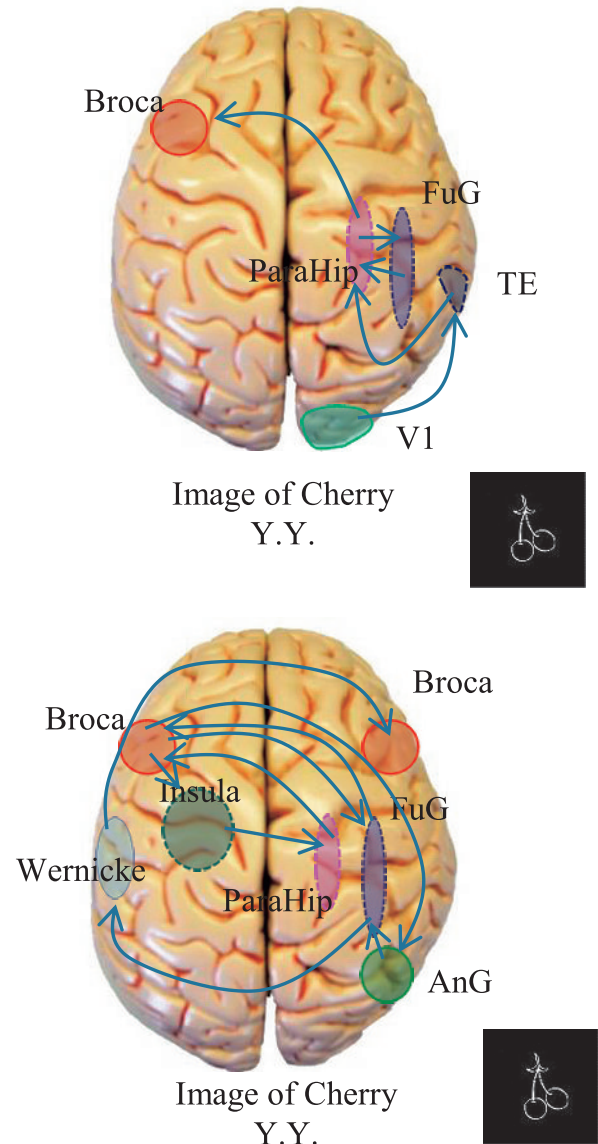 Broca
FuG
ParaHip
TE
V1
Image of Cherry
Y.Y.
Broca
Broca
Insula
FuG
Wernicke
ParaHip
AnG
Image of Cherry
Y.Y.